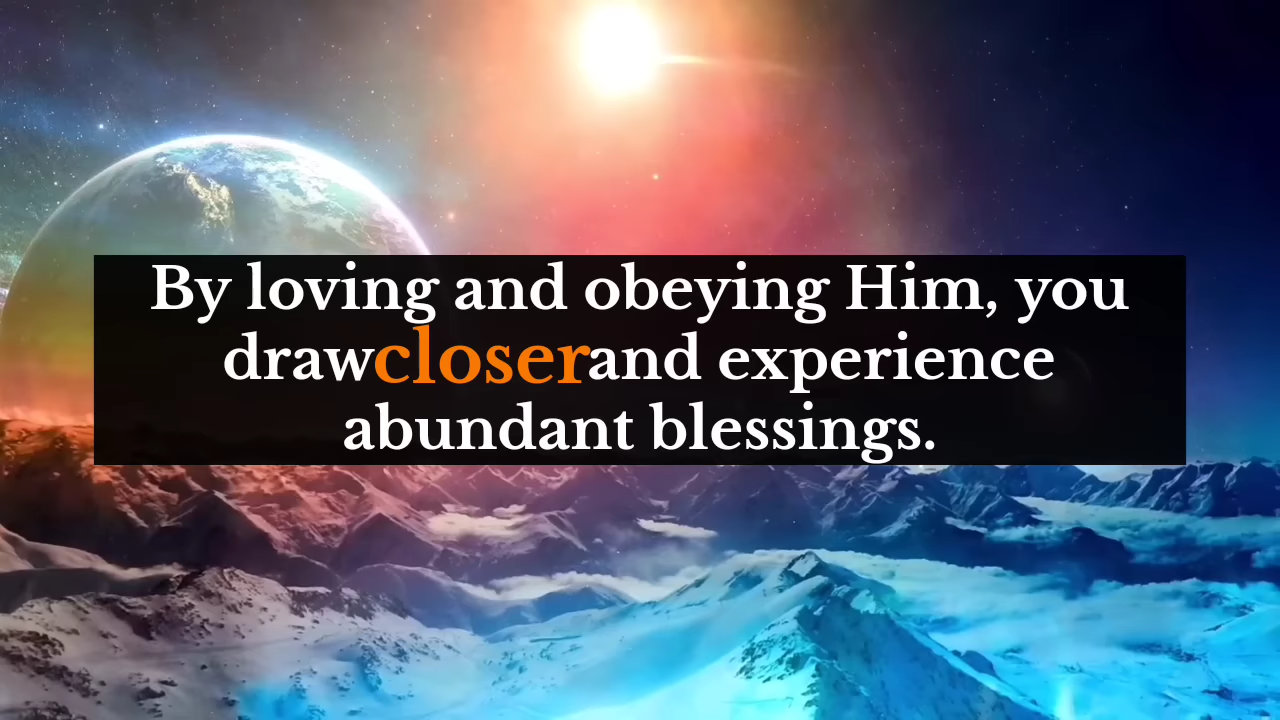 By loving and obeying Him, you
drawcloserand experience
abundant blessings.